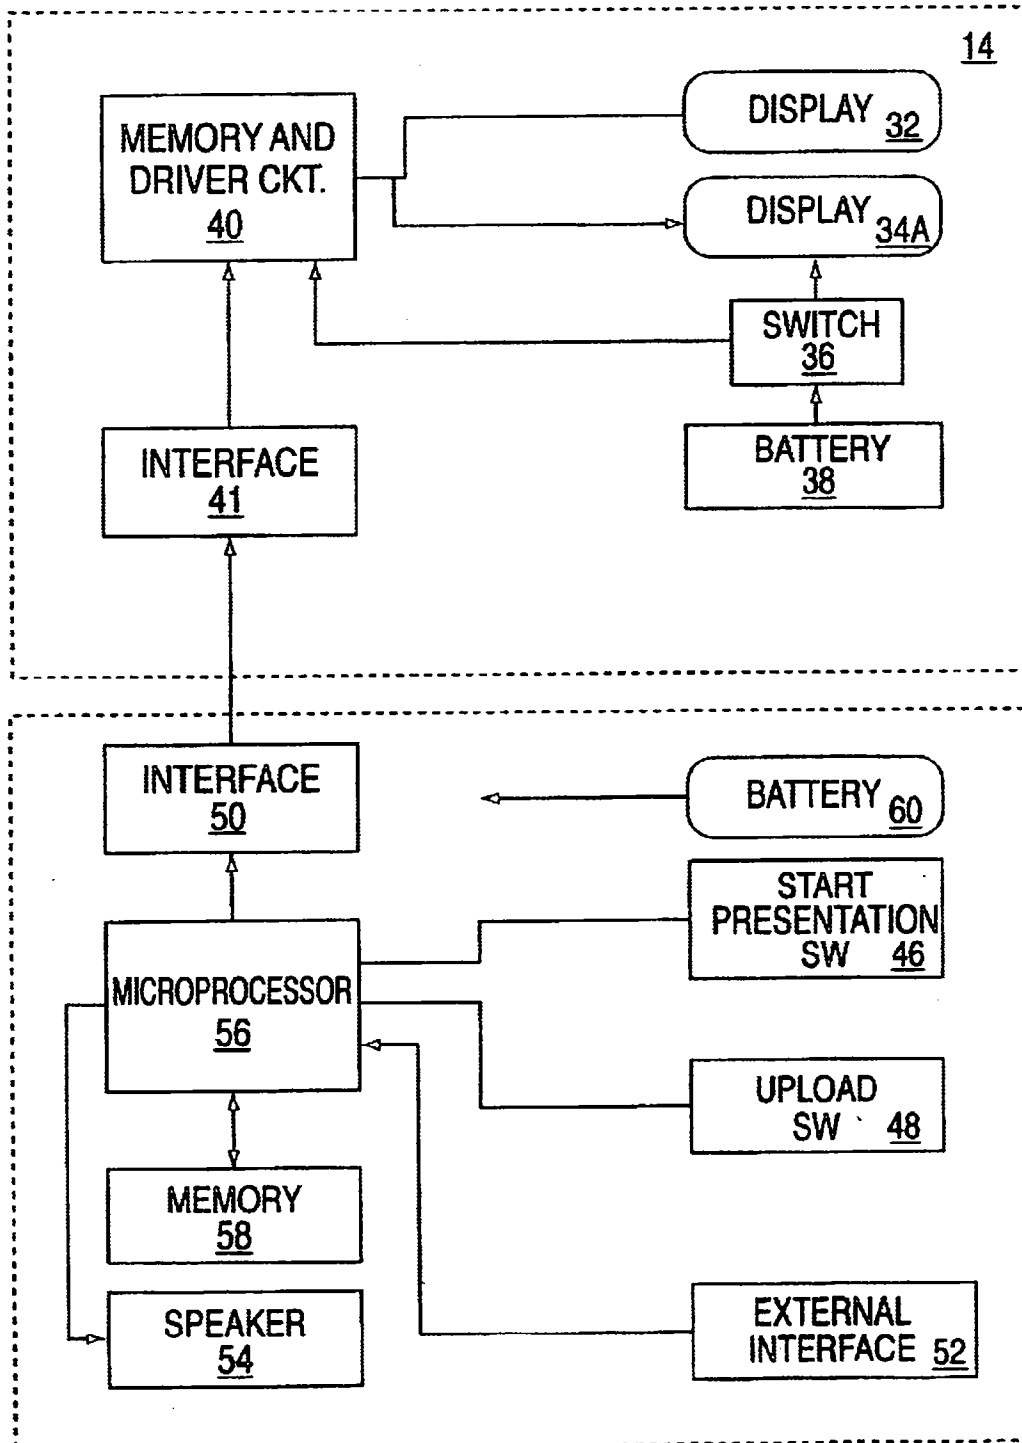 14
MEMORY AND
DRIVER CKT.
40
DISPLAY 32
DISPLAY 34A
SWITCH
36
BATTERY
38
INTERFACE
41
INTERFACE
50
BATTERY 60
START
PRESENTATION
SW 46
MICROPROCESSOR
56
UPLOAD
SW 48
MEMORY
58
SPEAKER
54
EXTERNAL
INTERFACE 52